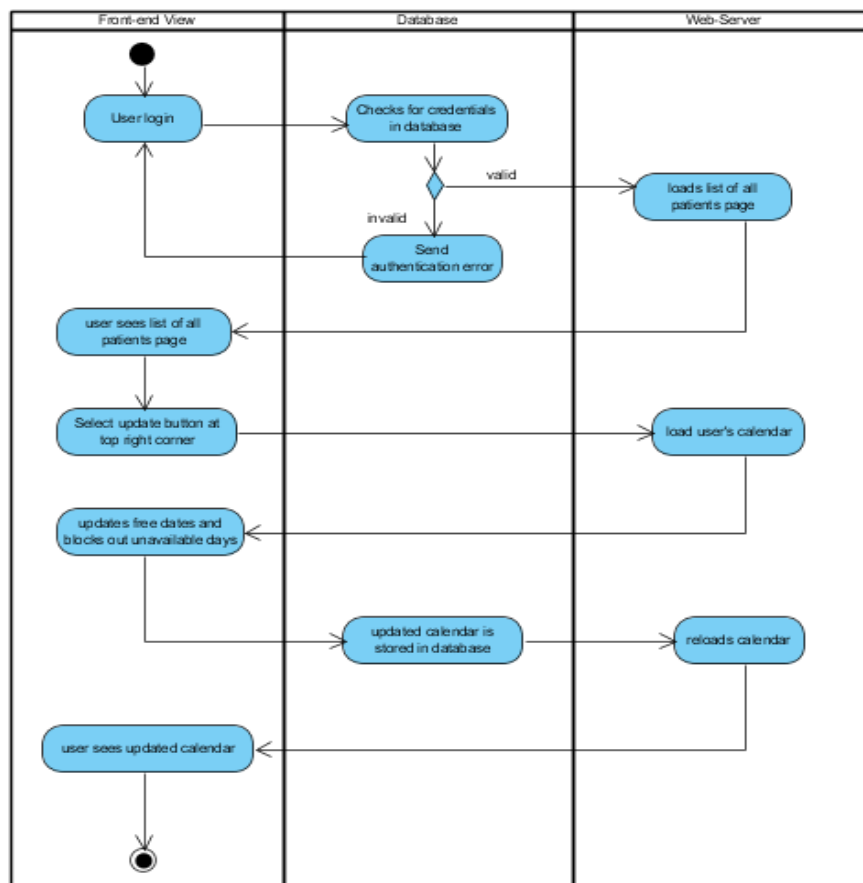 Front-end View
Database
Web-Server
User login
Checks for credentials
in database
valid
loads list of all
patients page
invalid
Send
authentication error
user sees list of all
patients page
Select update button at
top right corner
load user's calendar
updates free dates and
blocks out unavailable days
updated calendar is
stored in database
reloads calendar
user sees updated calendar